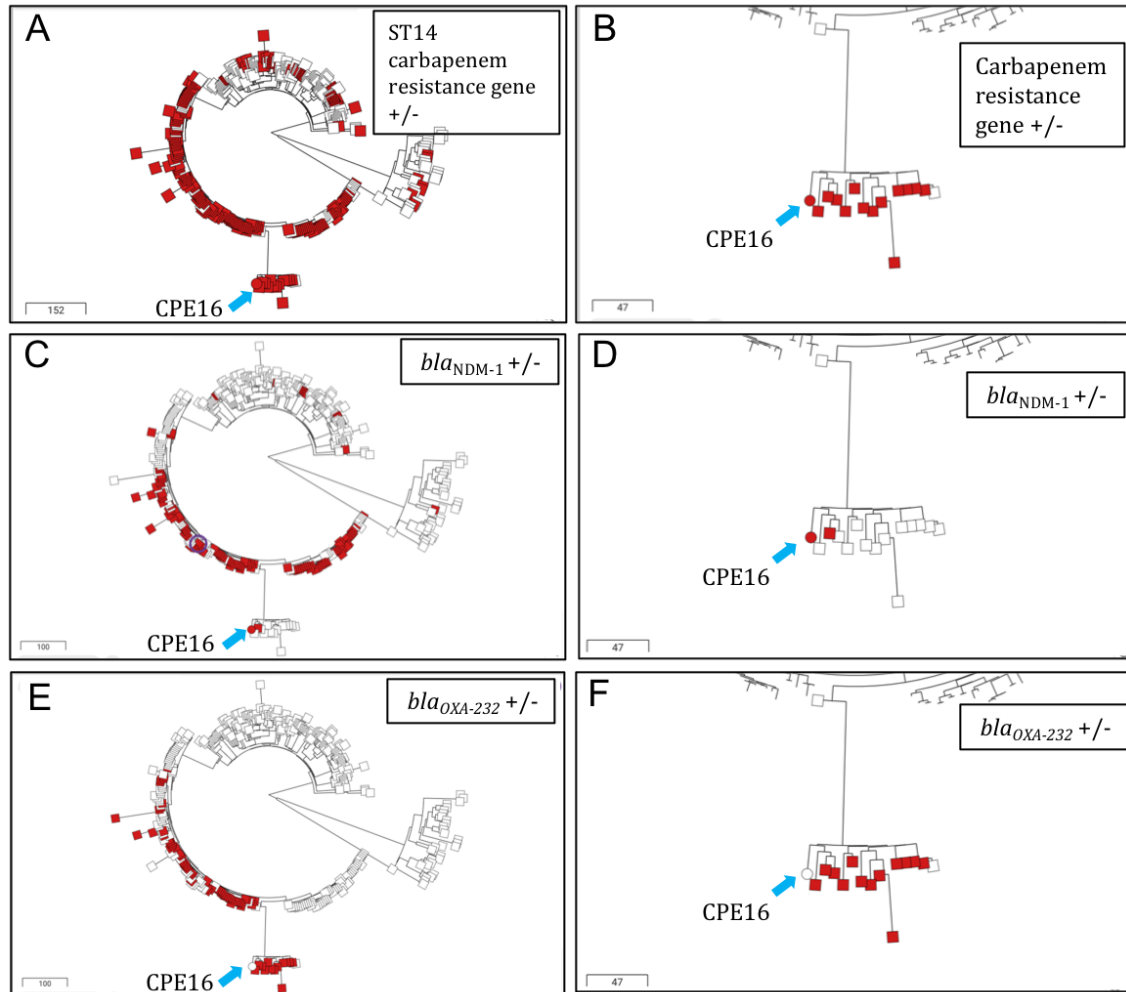 A
ST14
carbapenem
resistance gene
+/-
CPE16
152
B
Carbapenem
resistance
gene +/-
CPE16
47
C
blaNDM-1 +/-
CPE16
100
D
blaNDM-1 +/-
CPE16
47
E
blaOXA-232 +/-
CPE16
100
F
blaOXA-232 +/-
CPE16
47